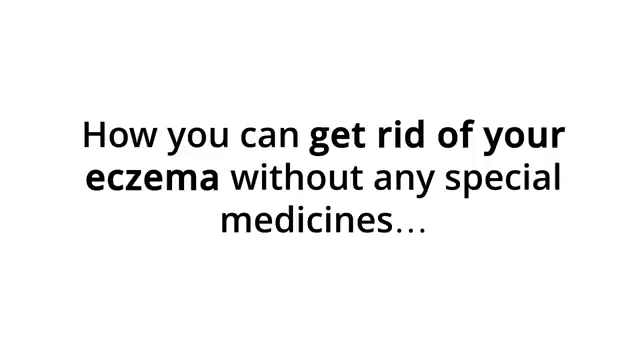 How you can get rid of your
eczema without any special
medicines…